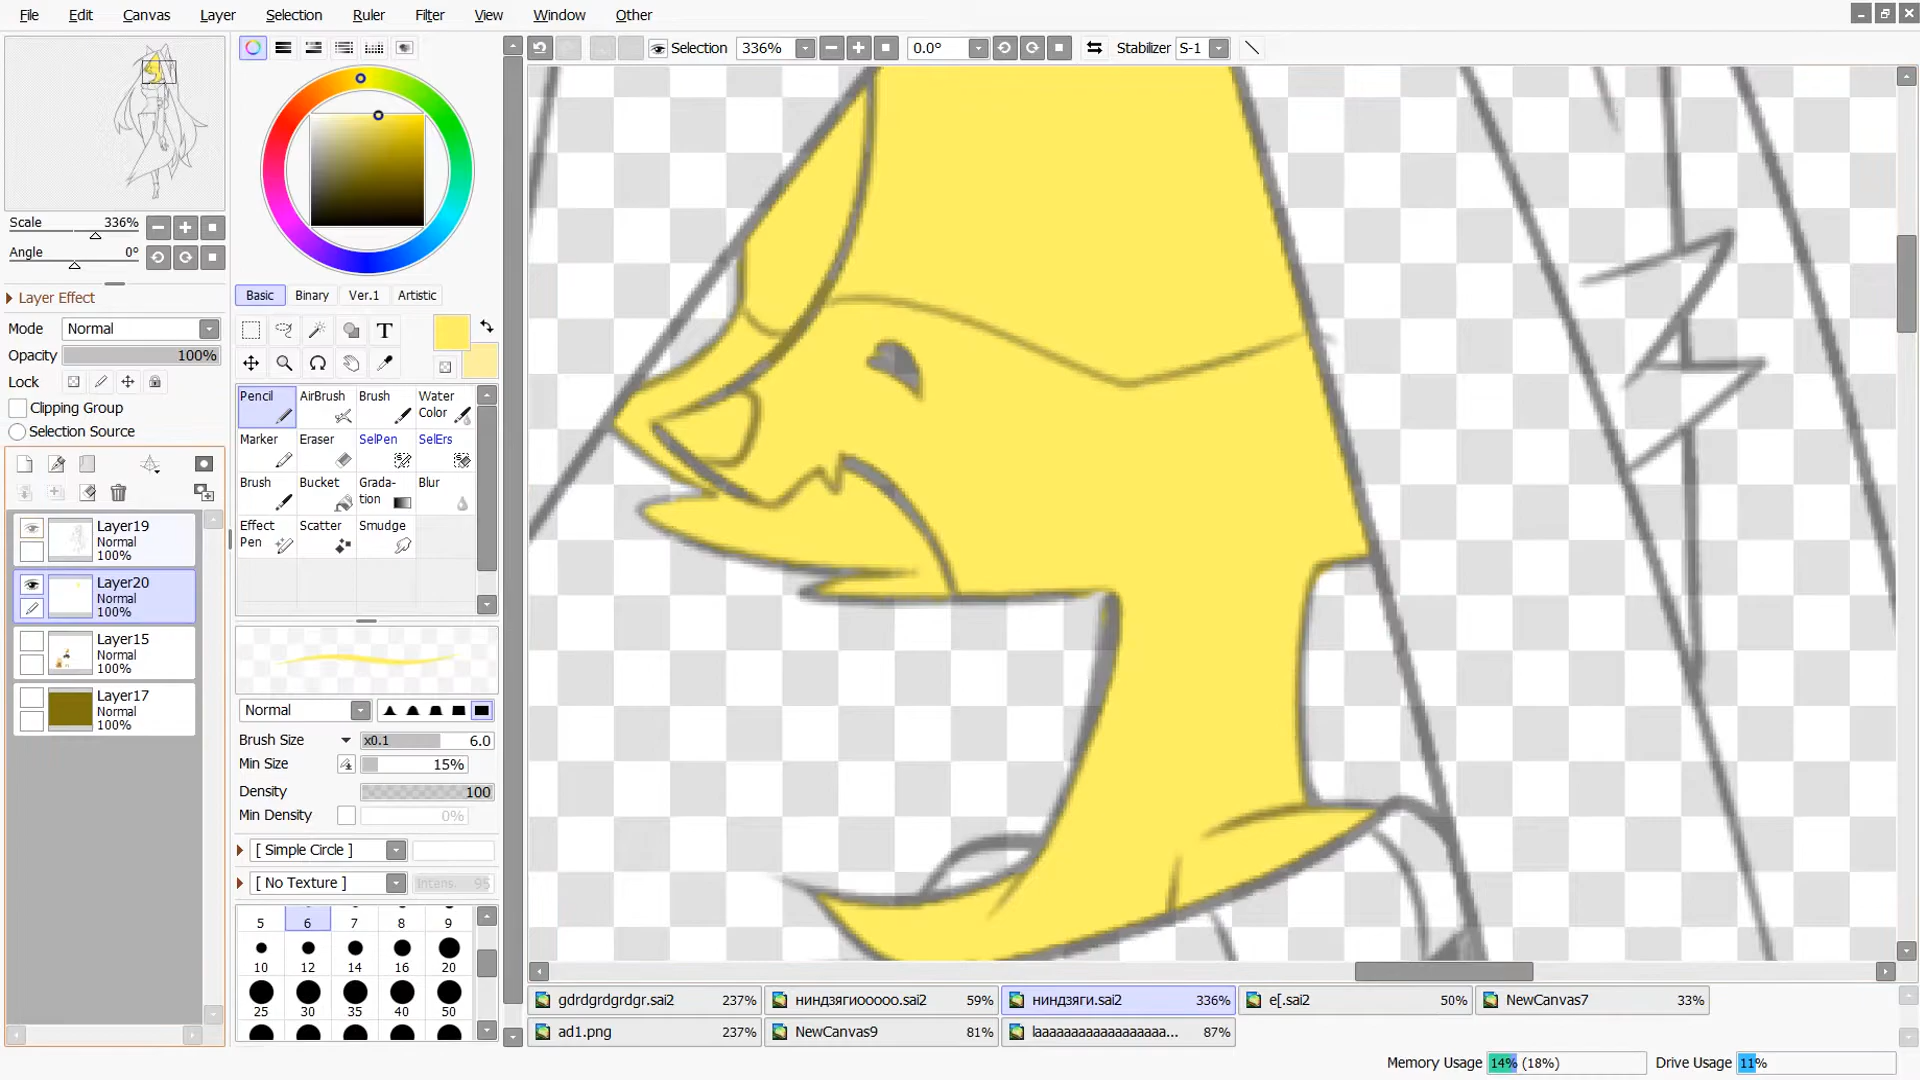 File Edit Canvas Layer Selection Ruler Filter View Window Other
Selection 336% 0.0° Stabilizer S-1
Scale 336%
Angle 0°
Layer Effect
Mode Normal
Opacity 100%
Lock
Clipping Group
Selection Source
Layer19
Normal
100%
Layer20
Normal
100%
Layer15
Normal
100%
Layer17
Normal
100%
Basic Binary Ver.1 Artistic
T
Pencil AirBrush Brush Water Color
Marker Eraser SelPen SelErs
Brush Bucket Grada-tion Blur
Effect Pen Scatter Smudge
Normal
Brush Size x0.1 6.0
Min Size 15%
Density 100
Min Density 0%
[ Simple Circle ]
[ No Texture ] Intens. 95
5 6 7 8 9
10 12 14 16 20
25 30 35 40 50
gdrdgrdgrdgr.sai2 237% ниндзягиооооо.sai2 59% ниндзяги.sai2 336% е[.sai2 50% NewCanvas7 33%
ad1.png 237% NewCanvas9 81% laaaaaaaaaaaaaaaaaa... 87%
Memory Usage 14% (18%) Drive Usage 11%